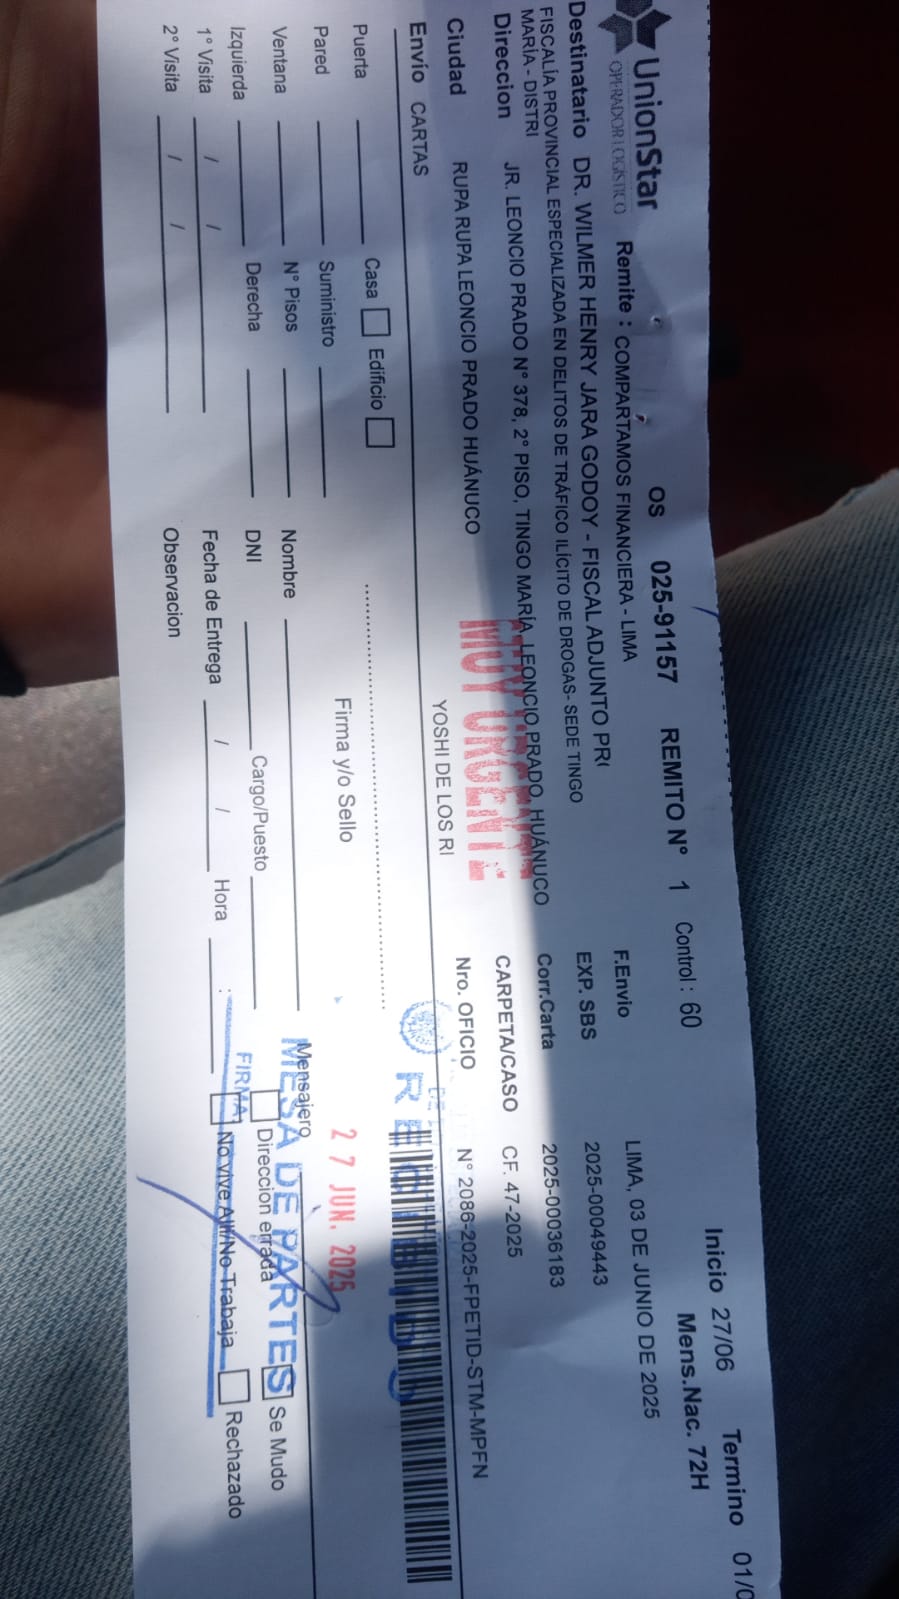 UnionStar
OPERADOR LOGÍSTICO
OS 025-91157 REMITO N° 1 Control : 60
Inicio 27/06 Termino 01/0
Mens.Nac. 72H
Remite : COMPARTAMOS FINANCIERA - LIMA
F.Envio LIMA, 03 DE JUNIO DE 2025
Destinatario DR. WILMER HENRY JARA GODOY - FISCAL ADJUNTO PR
EXP. SBS 2025-00049443
FISCALÍA PROVINCIAL ESPECIALIZADA EN DELITOS DE TRÁFICO ILÍCITO DE DROGAS- SEDE TINGO
MARÍA - DISTRI
Corr.Carta 2025-00036183
Direccion JR. LEONCIO PRADO N° 378, 2° PISO, TINGO MARÍA, LEONCIO PRADO, HUÁNUCO
CARPETA/CASO CF. 47-2025
MUY URGENTE
Ciudad RUPA RUPA LEONCIO PRADO HUÁNUCO
Nro. OFICIO N° 2086-2025-FPETID-STM-MPFN
Envío CARTAS
YOSHI DE LOS RI
RECIBIDO
Puerta Casa Edificio
27 JUN. 2025
Pared Suministro
Firma y/o Sello
Mensajero
MESA DE PARTES
Ventana N° Pisos Nombre
Direccion errada Se Mudo
Izquierda Derecha DNI Cargo/Puesto
FIRMA
No vive Alli/No Trabaja Rechazado
1° Visita / / Fecha de Entrega / / Hora :
2° Visita / / Observacion